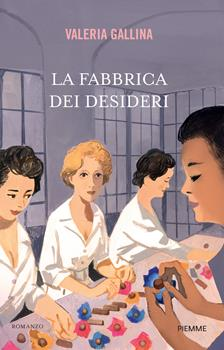 VALERIA GALLINA
LA FABBRICA
DEI DESIDERI
ROMANZO
PIEMME